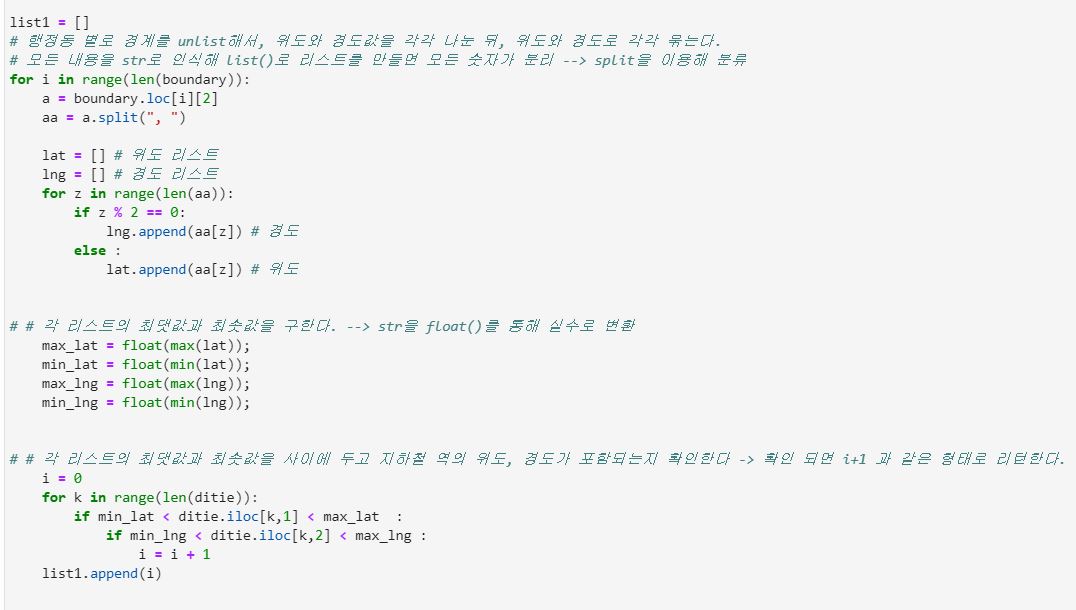 list1 = []
# 행정동 별로 경계를 unlist해서, 위도와 경도값을 각각 나눈 뒤, 위도와 경도로 각각 묶는다.
# 모든 내용을 str로 인식해 list()로 리스트를 만들면 모든 숫자가 분리 --> split을 이용해 분류
for i in range(len(boundary)):
    a = boundary.loc[i][2]
    aa = a.split(", ")
    lat = [] # 위도 리스트
    lng = [] # 경도 리스트
    for z in range(len(aa)):
        if z % 2 == 0:
            lng.append(aa[z]) # 경도
        else :
            lat.append(aa[z]) # 위도
# # 각 리스트의 최댓값과 최솟값을 구한다. --> str을 float()를 통해 실수로 변환
    max_lat = float(max(lat));
    min_lat = float(min(lat));
    max_lng = float(max(lng));
    min_lng = float(min(lng));
# # 각 리스트의 최댓값과 최솟값을 사이에 두고 지하철 역의 위도, 경도가 포함되는지 확인한다 -> 확인 되면 i+1 과 같은 형태로 리턴한다.
    i = 0
    for k in range(len(ditie)):
        if min_lat < ditie.iloc[k,1] < max_lat  :
            if min_lng < ditie.iloc[k,2] < max_lng :
                i = i + 1
    list1.append(i)